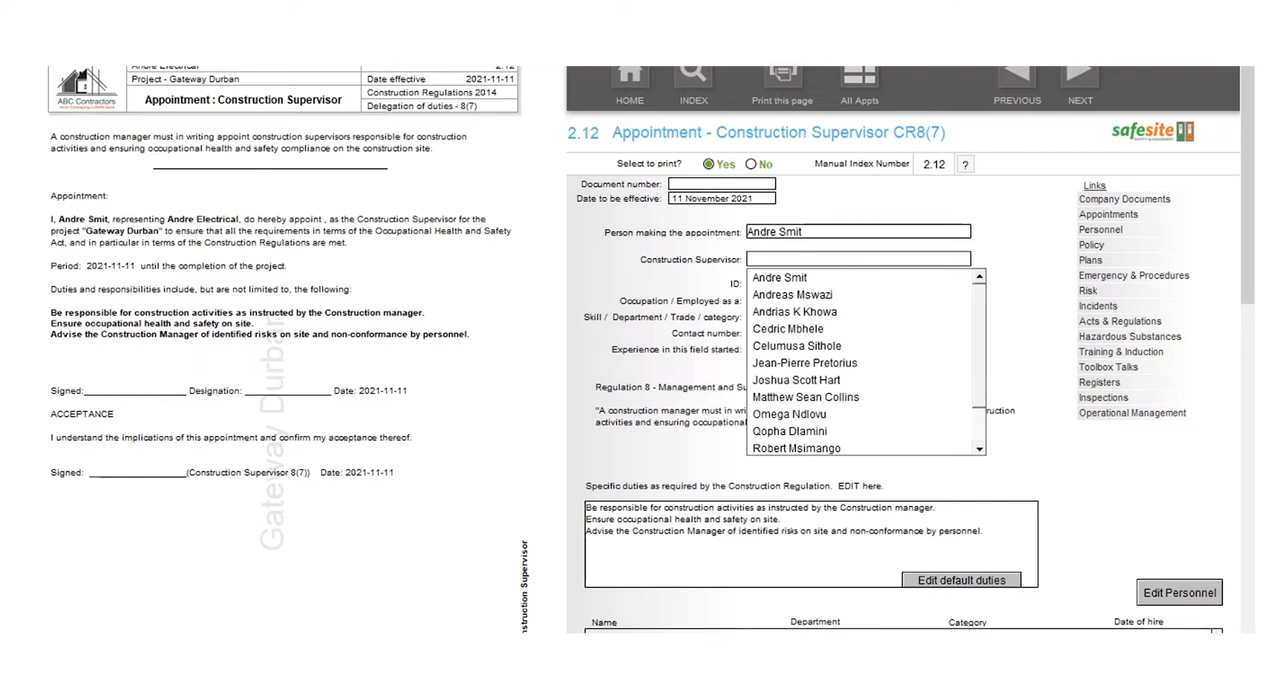 Andre Electrical 2.12
Project - Gateway Durban Date effective 2021-11-11
Construction Regulations 2014
Appointment : Construction Supervisor
Delegation of duties - 8(7)
ABC Contractors
A construction manager must in writing appoint construction supervisors responsible for construction
activities and ensuring occupational health and safety compliance on the construction site.
Appointment:
I, Andre Smit, representing Andre Electrical, do hereby appoint , as the Construction Supervisor for the
project "Gateway Durban" to ensure that all the requirements in terms of the Occupational Health and Safety
Act, and in particular in terms of the Construction Regulations are met.
Period: 2021-11-11 until the completion of the project.
Duties and responsibilities include, but are not limited to, the following:
Be responsible for construction activities as instructed by the Construction manager.
Ensure occupational health and safety on site.
Advise the Construction Manager of identified risks on site and non-conformance by personnel.
Signed: Designation: Date: 2021-11-11
ACCEPTANCE
I understand the implications of this appointment and confirm my acceptance thereof.
Signed: (Construction Supervisor 8(7)) Date: 2021-11-11
Gateway Durban
nstruction Supervisor
HOME INDEX Print this page All Appts PREVIOUS NEXT
2.12 Appointment - Construction Supervisor CR8(7)
safesite
Select to print? Yes No Manual Index Number 2.12 ?
Document number:
Date to be effective: 11 November 2021
Person making the appointment: Andre Smit
Construction Supervisor:
ID:
Occupation / Employed as a:
Skill / Department / Trade / category:
Contact number:
Experience in this field started:
Andre Smit
Andreas Mswazi
Andrias K Khowa
Cedric Mbhele
Celumusa Sithole
Jean-Pierre Pretorius
Joshua Scott Hart
Matthew Sean Collins
Omega Ndlovu
Qopha Dlamini
Robert Msimango
Regulation 8 - Management and Su
"A construction manager must in wri nstruction
activities and ensuring occupational
Specific duties as required by the Construction Regulation. EDIT here.
Be responsible for construction activities as instructed by the Construction manager.
Ensure occupational health and safety on site.
Advise the Construction Manager of identified risks on site and non-conformance by personnel.
Edit default duties
Edit Personnel
Name Department Category Date of hire
Links
Company Documents
Appointments
Personnel
Policy
Plans
Emergency & Procedures
Risk
Incidents
Acts & Regulations
Hazardous Substances
Training & Induction
Toolbox Talks
Registers
Inspections
Operational Management